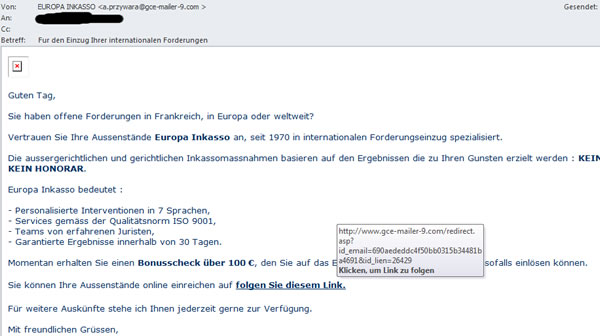 Von: EUROPA INKASSO <a.przywara@gce-mailer-9.com > Gesendet:
An:
Cc:
Betreff: Fur den Einzug Ihrer internationalen Forderungen
Guten Tag,
Sie haben offene Forderungen in Frankreich, in Europa oder weltweit?
Vertrauen Sie Ihre Aussenstände Europa Inkasso an, seit 1970 in internationalen Forderungseinzug spezialisiert.
Die aussergerichtlichen und gerichtlichen Inkassomassnahmen basieren auf den Ergebnissen die zu Ihren Gunsten erzielt werden : KEIN
KEIN HONORAR.
Europa Inkasso bedeutet :
- Personalisierte Interventionen in 7 Sprachen,
- Services gemäss der Qualitätsnorm ISO 9001,
- Teams von erfahrenen Juristen,
- Garantierte Ergebnisse innerhalb von 30 Tagen.
http://www.gce-mailer-9.com/redirect.
asp?
id_email=690aededdc4f50bb0315b34481b
a4691&id_lien=26429
Klicken, um Link zu folgen
Momentan erhalten Sie einen Bonusscheck über 100 €, den Sie auf das E sofalls einlösen können.
Sie können Ihre Aussenstände online einreichen auf folgen Sie diesem Link.
Für weitere Auskünfte stehe ich Ihnen jederzeit gerne zur Verfügung.
Mit freundlichen Grüssen,